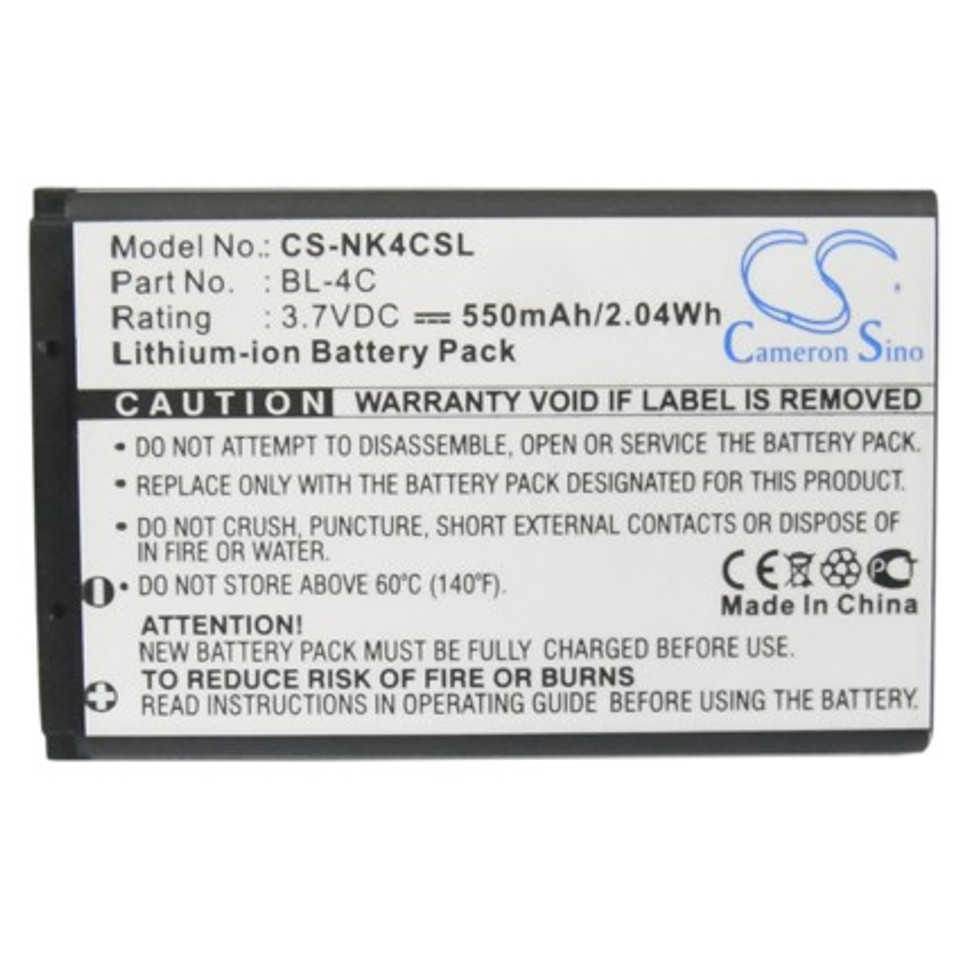 Model No.: CS-NK4CSL
Part No. : BL-4C
Rating : 3.7VDC 550mAh/2.04Wh
Lithium-ion Battery Pack
CS
Cameron Sino
CAUTION WARRANTY VOID IF LABEL IS REMOVED
• DO NOT ATTEMPT TO DISASSEMBLE, OPEN OR SERVICE THE BATTERY PACK.
• REPLACE ONLY WITH THE BATTERY PACK DESIGNATED FOR THIS PRODUCT.
• DO NOT CRUSH, PUNCTURE, SHORT EXTERNAL CONTACTS OR DISPOSE OF
IN FIRE OR WATER.
• DO NOT STORE ABOVE 60°C (140°F).
CE PC
Made In China
ATTENTION!
NEW BATTERY PACK MUST BE FULLY CHARGED BEFORE USE.
TO REDUCE RISK OF FIRE OR BURNS
READ INSTRUCTIONS IN OPERATING GUIDE BEFORE USING THE BATTERY.